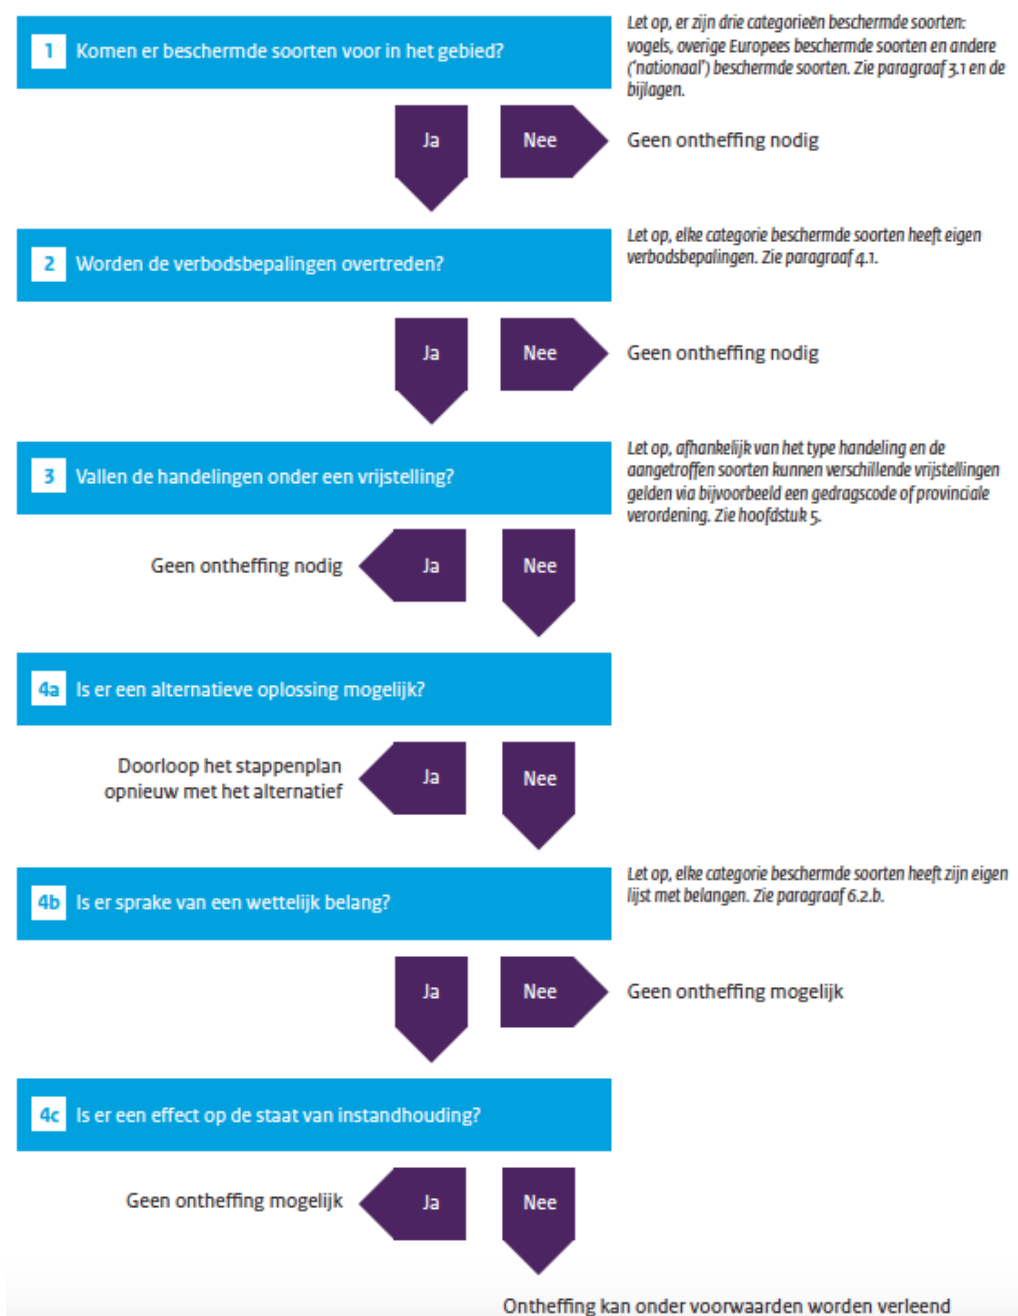 Let op, er zijn drie categorieën beschermde soorten:
vogels, overige Europees beschermde soorten en andere
('nationaal') beschermde soorten. Zie paragraaf 3.1 en de
bijlagen.
1 Komen er beschermde soorten voor in het gebied?
Ja
Nee
Geen ontheffing nodig
Let op, elke categorie beschermde soorten heeft eigen
verbodsbepalingen. Zie paragraaf 4.1.
2 Worden de verbodsbepalingen overtreden?
Ja
Nee
Geen ontheffing nodig
Let op, afhankelijk van het type handeling en de
aangetroffen soorten kunnen verschillende vrijstellingen
gelden via bijvoorbeeld een gedragscode of provinciale
verordening. Zie hoofdstuk 5.
3 Vallen de handelingen onder een vrijstelling?
Geen ontheffing nodig
Ja
Nee
4a Is er een alternatieve oplossing mogelijk?
Doorloop het stappenplan
opnieuw met het alternatief
Ja
Nee
Let op, elke categorie beschermde soorten heeft zijn eigen
lijst met belangen. Zie paragraaf 6.2.b.
4b Is er sprake van een wettelijk belang?
Ja
Nee
Geen ontheffing mogelijk
4c Is er een effect op de staat van instandhouding?
Geen ontheffing mogelijk
Ja
Nee
Ontheffing kan onder voorwaarden worden verleend